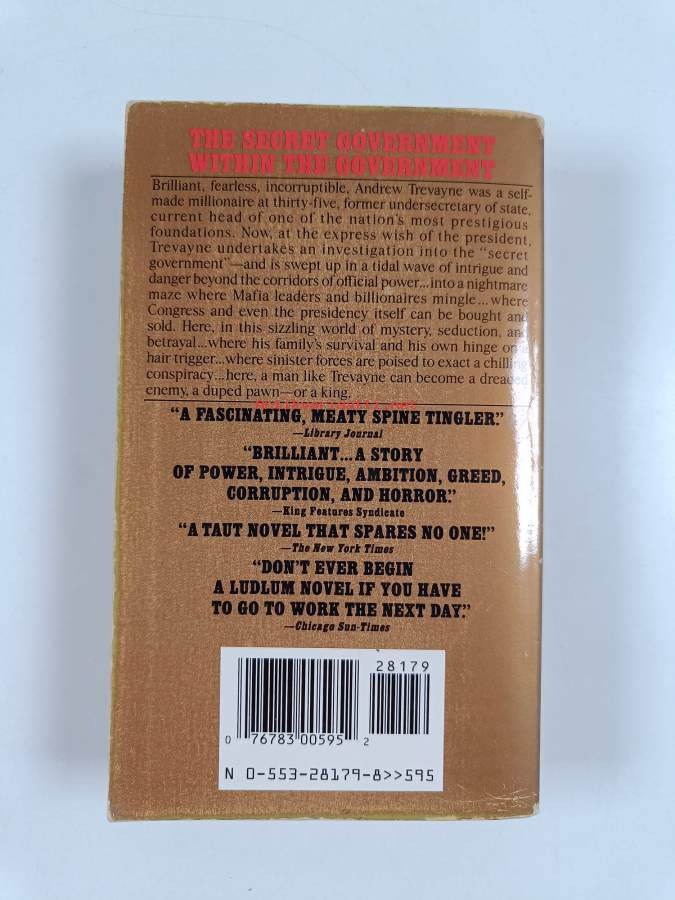 THE SECRET GOVERNMENT
WITHIN THE GOVERNMENT
Brilliant, fearless, incorruptible, Andrew Trevayne was a self-
made millionaire at thirty-five, former undersecretary of state,
current head of one of the nation's most prestigious
foundations. Now, at the express wish of the president,
Trevayne undertakes an investigation into the “secret
government”—and is swept up in a tidal wave of intrigue and
danger beyond the corridors of official power...into a nightmare
maze where Mafia leaders and billionaires mingle...where
Congress and even the presidency itself can be bought and
sold. Here, in this sizzling world of mystery, seduction, and
betrayal...where his family's survival and his own hinge on a
hair trigger...where sinister forces are poised to exact a chilling
conspiracy...here, a man like Trevayne can become a dreaded
enemy, a duped pawn—or a king.
“A FASCINATING, MEATY SPINE TINGLER.”
—Library Journal
“BRILLIANT...A STORY
OF POWER, INTRIGUE, AMBITION, GREED,
CORRUPTION, AND HORROR.”
—King Features Syndicate
“A TAUT NOVEL THAT SPARES NO ONE!”
—The New York Times
“DON'T EVER BEGIN
A LUDLUM NOVEL IF YOU HAVE
TO GO TO WORK THE NEXT DAY.”
—Chicago Sun-Times
28179
0 76783 00595 2
N 0-553-28179-8>>595